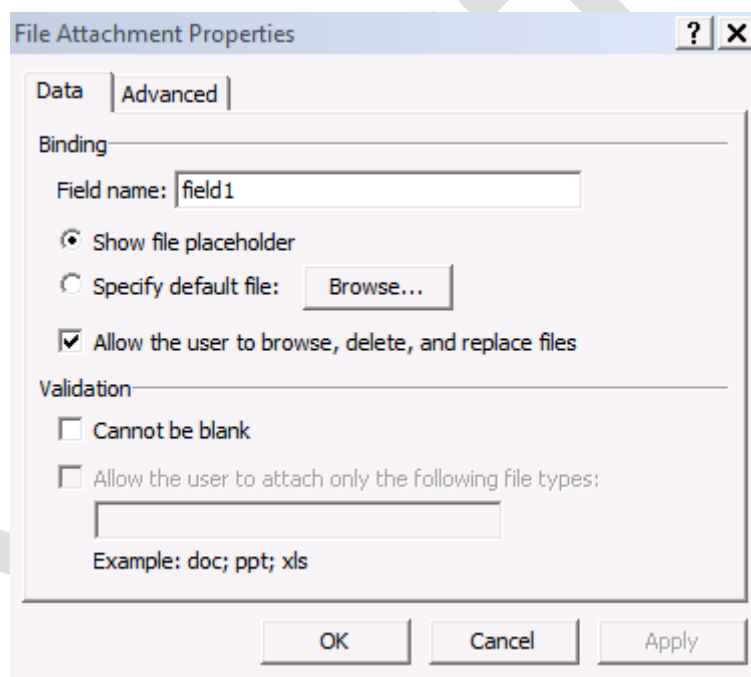 File Attachment Properties ?
Data Advanced
Binding
Field name: field1
Show file placeholder
Specify default file: Browse...
Allow the user to browse, delete, and replace files
Validation
Cannot be blank
Allow the user to attach only the following file types:
Example: doc; ppt; xls
OK Cancel Apply